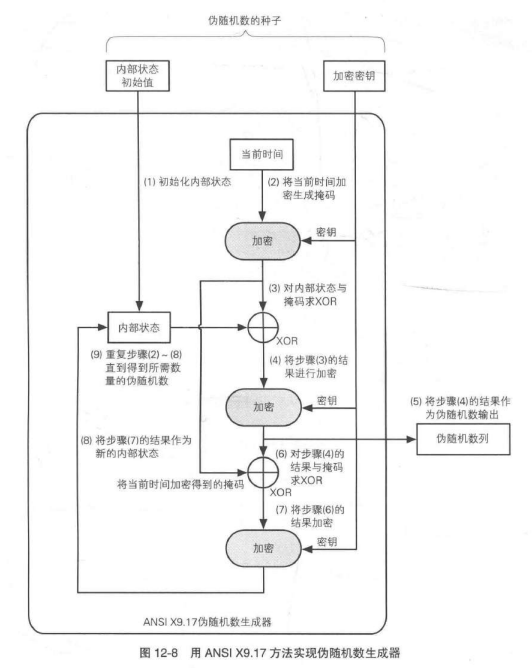 伪随机数的种子
内部状态
初始值
加密密钥
当前时间
(1) 初始化内部状态
(2) 将当前时间加
密生成掩码
加密
密钥
(3) 对内部状态与
掩码求XOR
内部状态
XOR
(9) 重复步骤(2)~(8)
直到得到所需数
量的伪随机数
(4) 将步骤(3)的结
果进行加密
加密
密钥
(5) 将步骤(4)的结果作
为伪随机数输出
伪随机数列
(8) 将步骤(7)的结果作为
新的内部状态
(6) 对步骤(4)的
结果与掩码
求XOR
将当前时间加密得到的掩码
XOR
(7) 将步骤(6)的
结果加密
加密
密钥
ANSI X9.17伪随机数生成器
图 12-8 用 ANSI X9.17 方法实现伪随机数生成器